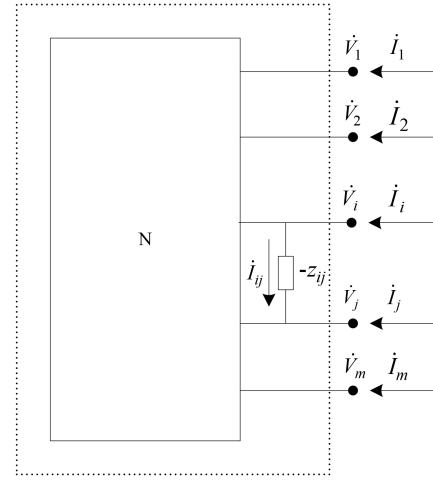 V̇₁ İ₁
V̇₂ İ₂
V̇ᵢ İᵢ
N
İᵢⱼ -zᵢⱼ
V̇ⱼ İⱼ
V̇ₘ İₘ